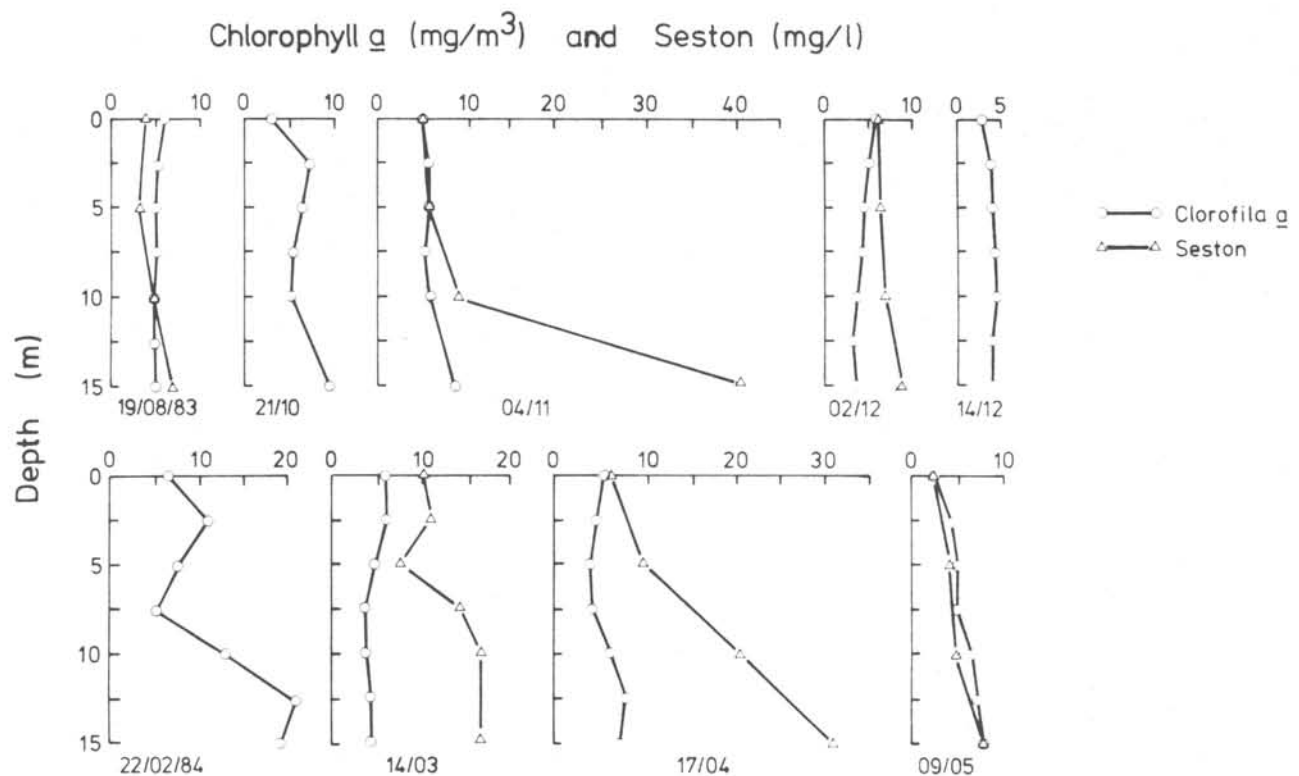 Chlorophyll a (mg/m³) and Seston (mg/l)
0 10 0 10 0 10 20 30 40 0 10 0 5
0
5
10
15
19/08/83 21/10 04/11 02/12 14/12
Clorofila a
Seston
Depth (m)
0 10 20 0 10 20 0 10 20 30 0 10
0
5
10
15
22/02/84 14/03 17/04 09/05